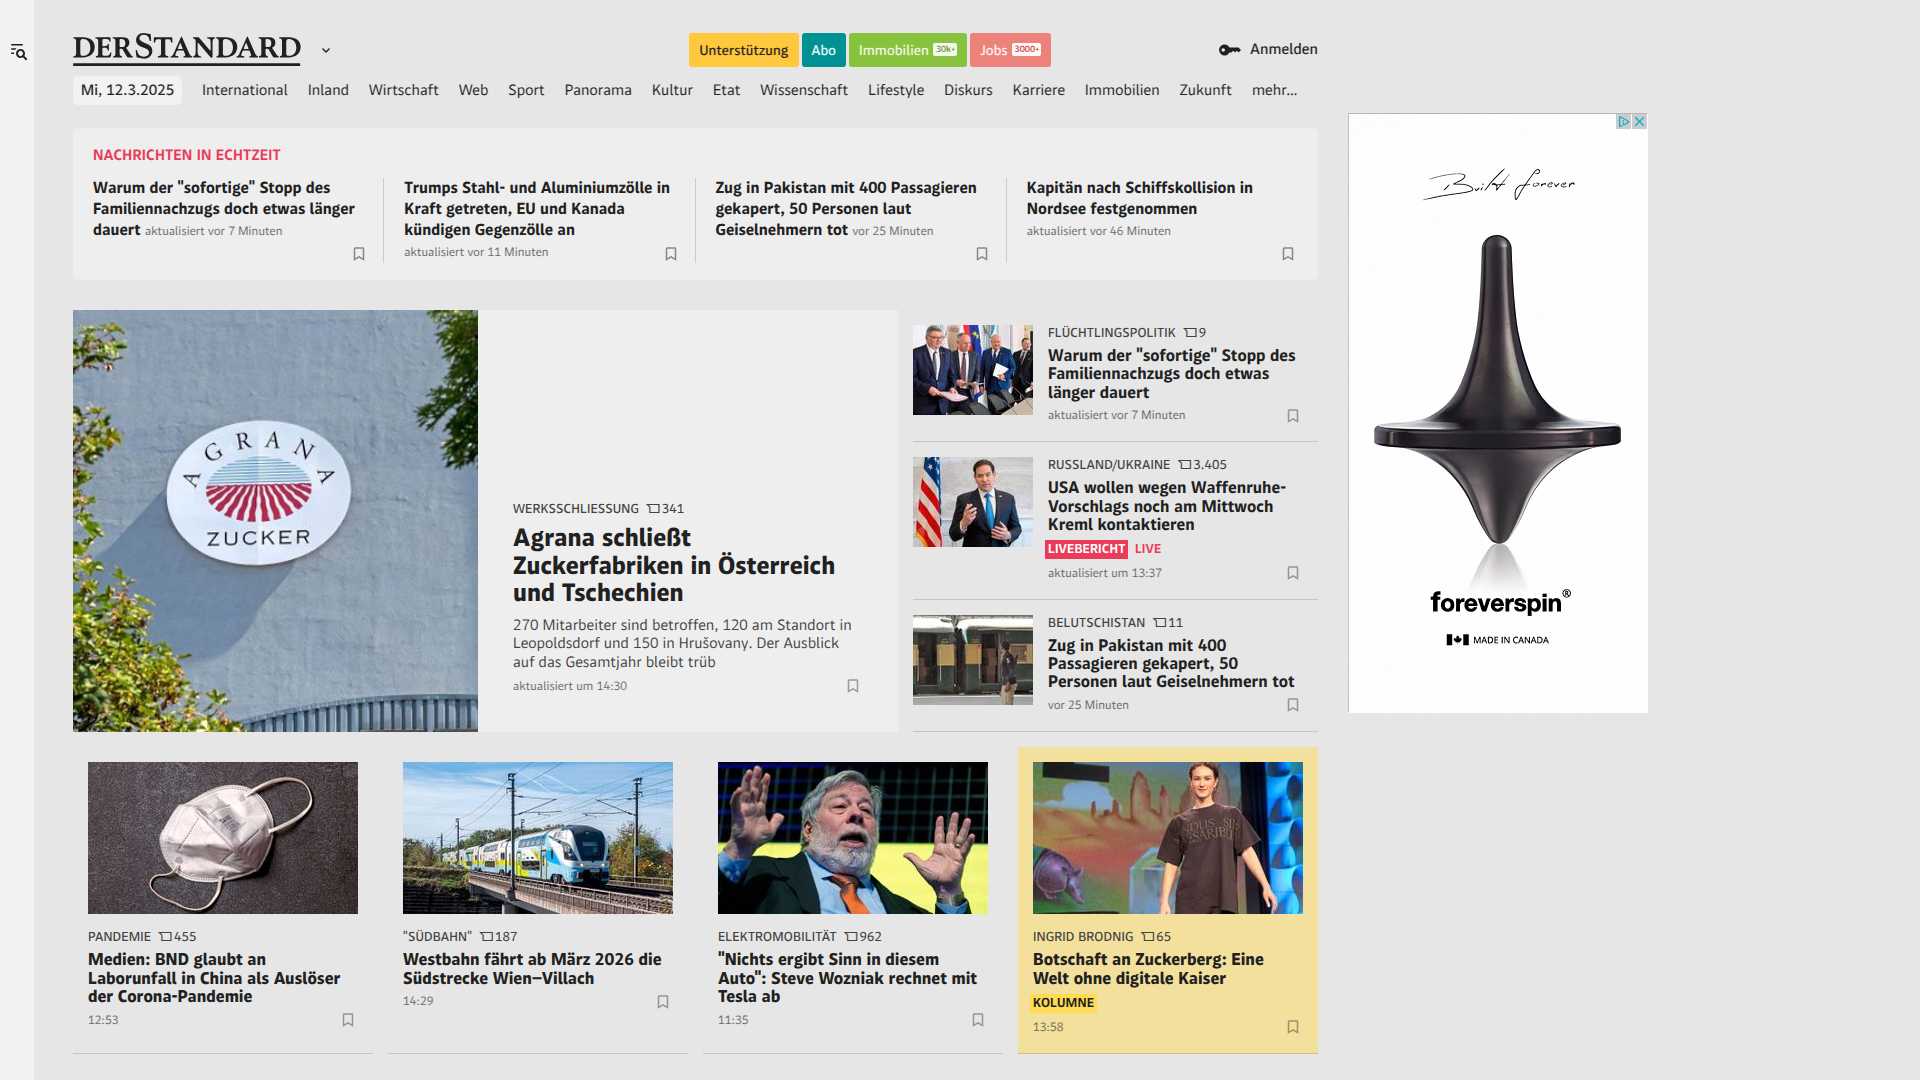 DERSTANDARD
Unterstützung
Abo
Immobilien 30k+
Jobs 3000+
Anmelden
Mi, 12.3.2025
International
Inland
Wirtschaft
Web
Sport
Panorama
Kultur
Etat
Wissenschaft
Lifestyle
Diskurs
Karriere
Immobilien
Zukunft
mehr...
NACHRICHTEN IN ECHTZEIT
Warum der "sofortige" Stopp des
Familiennachzugs doch etwas länger
dauert aktualisiert vor 7 Minuten
Trumps Stahl- und Aluminiumzölle in
Kraft getreten, EU und Kanada
kündigen Gegenzölle an
aktualisiert vor 11 Minuten
Zug in Pakistan mit 400 Passagieren
gekapert, 50 Personen laut
Geiselnehmern tot vor 25 Minuten
Kapitän nach Schiffskollision in
Nordsee festgenommen
aktualisiert vor 46 Minuten
AGRANA
ZUCKER
WERKSSCHLIESSUNG 341
Agrana schließt
Zuckerfabriken in Österreich
und Tschechien
270 Mitarbeiter sind betroffen, 120 am Standort in
Leopoldsdorf und 150 in Hrušovany. Der Ausblick
auf das Gesamtjahr bleibt trüb
aktualisiert um 14:30
FLÜCHTLINGSPOLITIK 9
Warum der "sofortige" Stopp des
Familiennachzugs doch etwas
länger dauert
aktualisiert vor 7 Minuten
RUSSLAND/UKRAINE 3.405
USA wollen wegen Waffenruhe-
Vorschlags noch am Mittwoch
Kreml kontaktieren
LIVEBERICHT LIVE
aktualisiert um 13:37
BELUTSCHISTAN 11
Zug in Pakistan mit 400
Passagieren gekapert, 50
Personen laut Geiselnehmern tot
vor 25 Minuten
Built forever
foreverspin®
MADE IN CANADA
PANDEMIE 455
Medien: BND glaubt an
Laborunfall in China als Auslöser
der Corona-Pandemie
12:53
"SÜDBAHN" 187
Westbahn fährt ab März 2026 die
Südstrecke Wien–Villach
14:29
ELEKTROMOBILITÄT 962
"Nichts ergibt Sinn in diesem
Auto": Steve Wozniak rechnet mit
Tesla ab
11:35
INGRID BRODNIG 65
Botschaft an Zuckerberg: Eine
Welt ohne digitale Kaiser
KOLUMNE
13:58